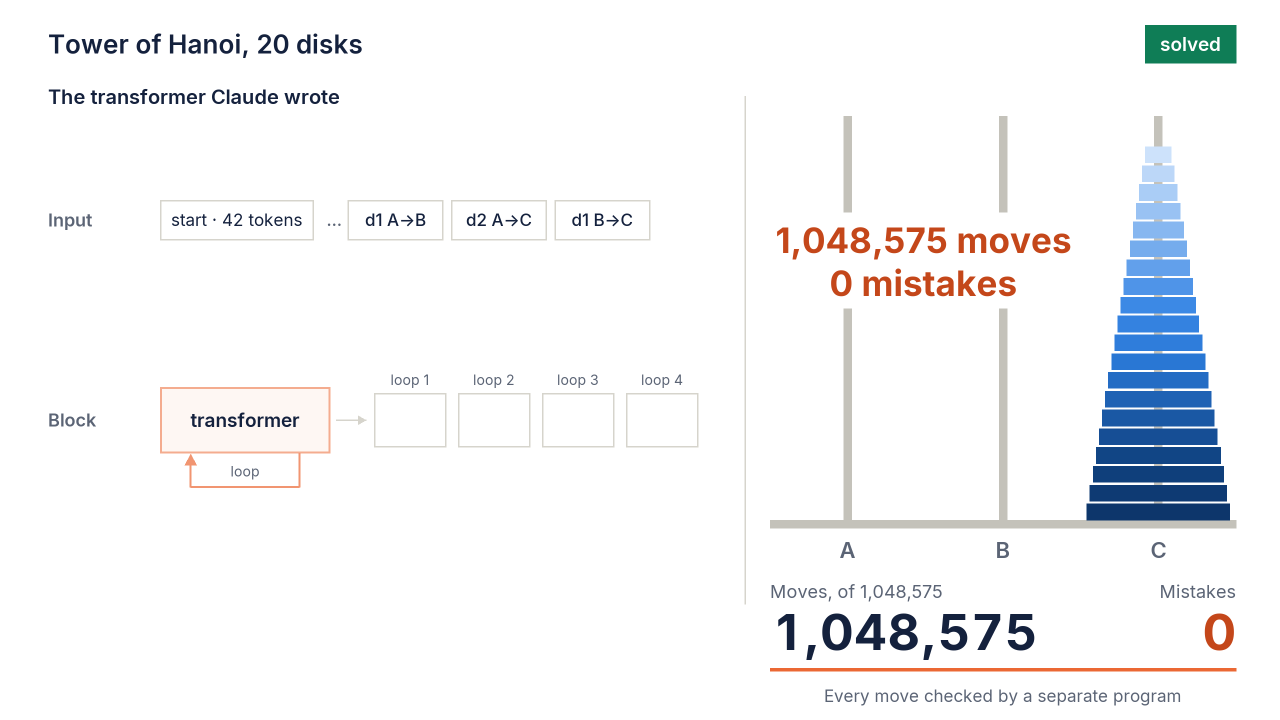 Tower of Hanoi, 20 disks
solved
The transformer Claude wrote
Input
start · 42 tokens
...
d1 A→B
d2 A→C
d1 B→C
1,048,575 moves
0 mistakes
Block
transformer
loop
loop 1
loop 2
loop 3
loop 4
A
B
C
Moves, of 1,048,575
Mistakes
1,048,575
0
Every move checked by a separate program